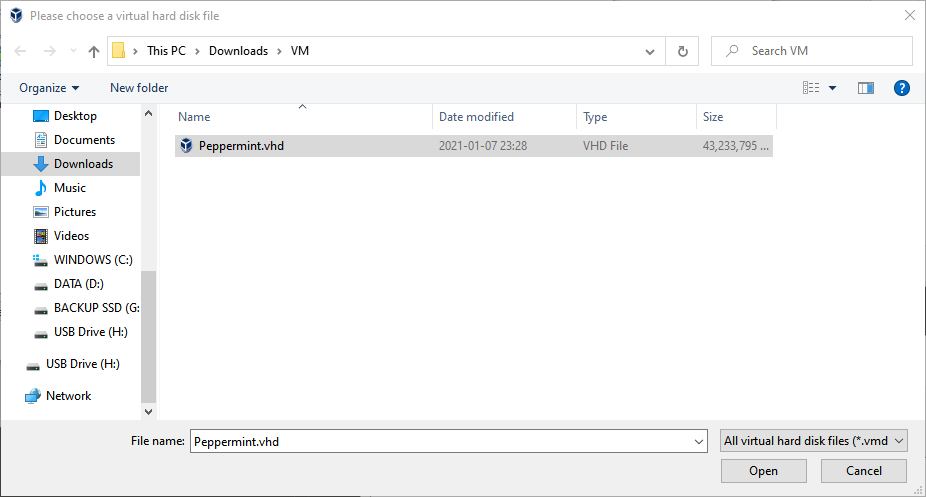 Please choose a virtual hard disk file
This PC > Downloads > VM
Search VM
Organize
New folder
?
Name Date modified Type Size
Peppermint.vhd 2021-01-07 23:28 VHD File 43,233,795 ...
Desktop
Documents
Downloads
Music
Pictures
Videos
WINDOWS (C:)
DATA (D:)
BACKUP SSD (G:
USB Drive (H:)
USB Drive (H:)
Network
File name: Peppermint.vhd All virtual hard disk files (*.vmd
Open Cancel